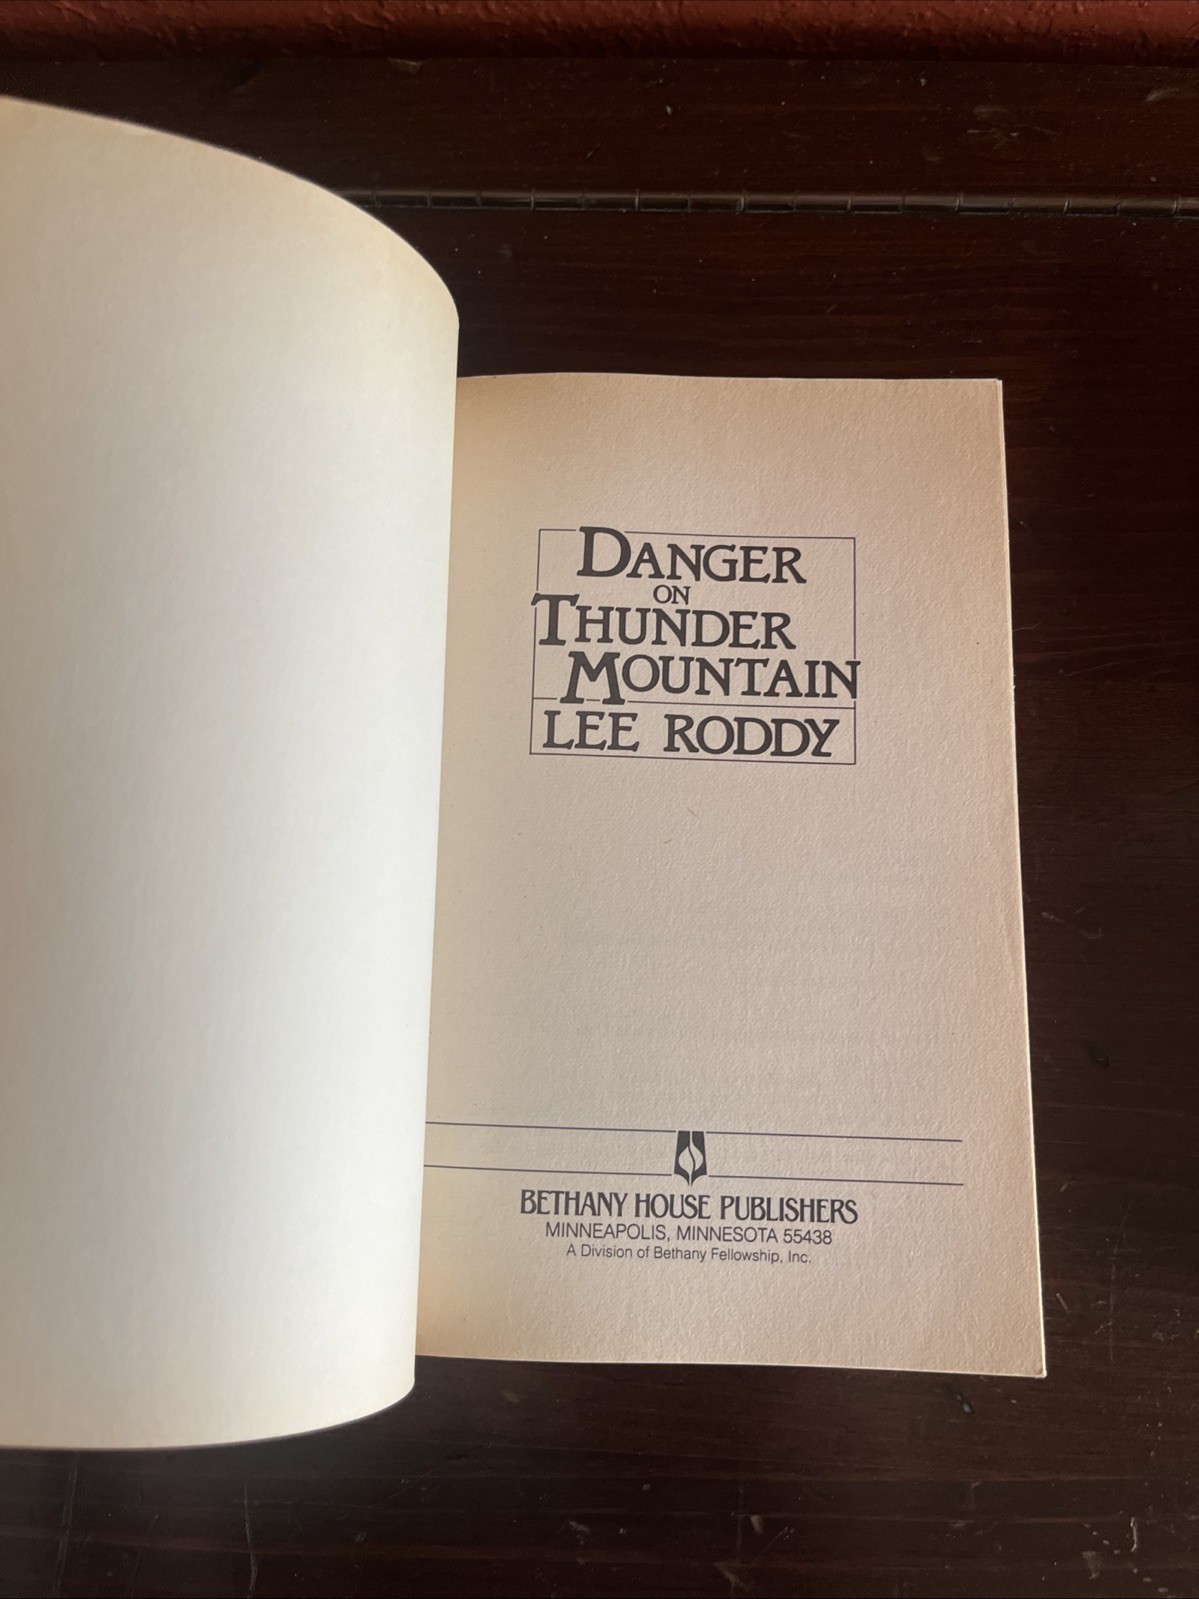 DANGER
ON
THUNDER
MOUNTAIN
LEE RODDY
BETHANY HOUSE PUBLISHERS
MINNEAPOLIS, MINNESOTA 55438
A Division of Bethany Fellowship, Inc.